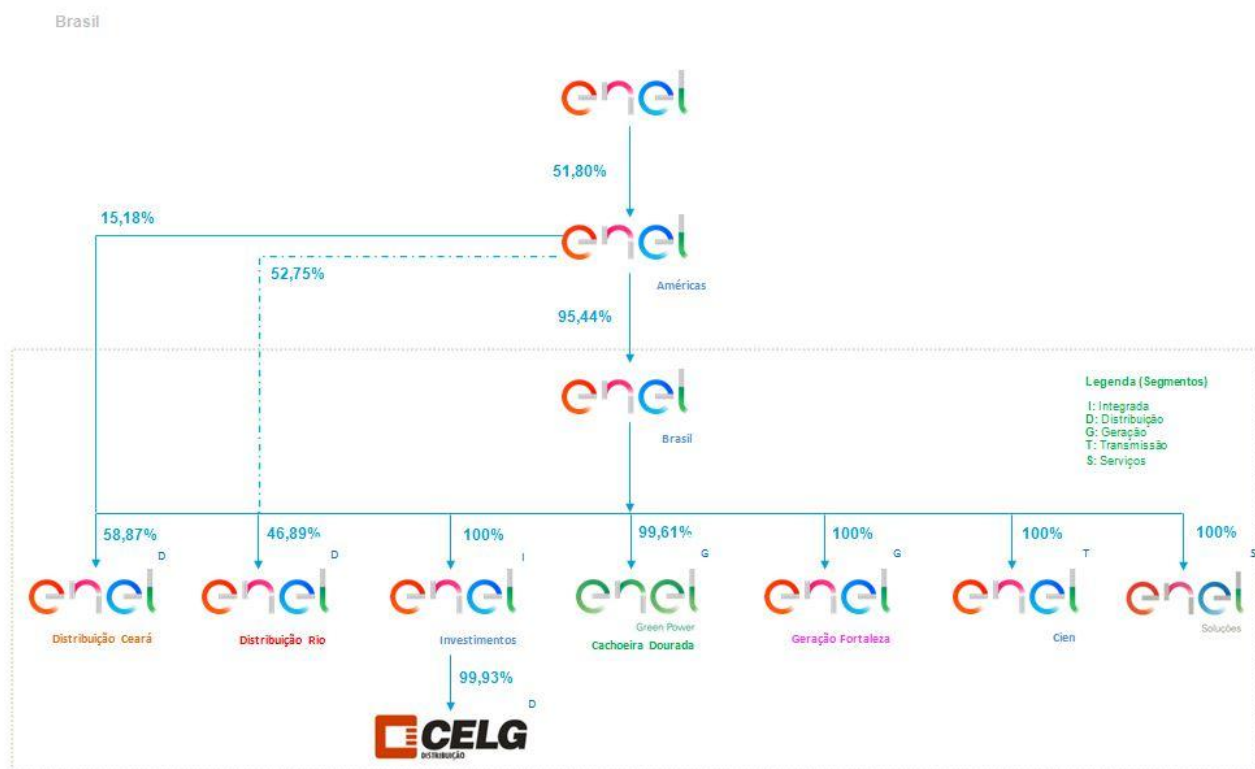 Brasil
enel
51,80%
15,18%
enel
52,75%
Américas
95,44%
enel
Brasil
Legenda (Segmentos)
I: Integrada
D: Distribuição
G: Geração
T: Transmissão
S: Serviços
58,87%
46,89%
100%
99,61%
100%
100%
100%
D
D
I
G
G
T
S
enel
enel
enel
enel
enel
enel
enel
Distribuição Ceará
Distribuição Rio
Investimentos
Green Power
Cachoeira Dourada
Geração Fortaleza
Cien
Soluções
99,93%
D
CELG
DISTRIBUIÇÃO